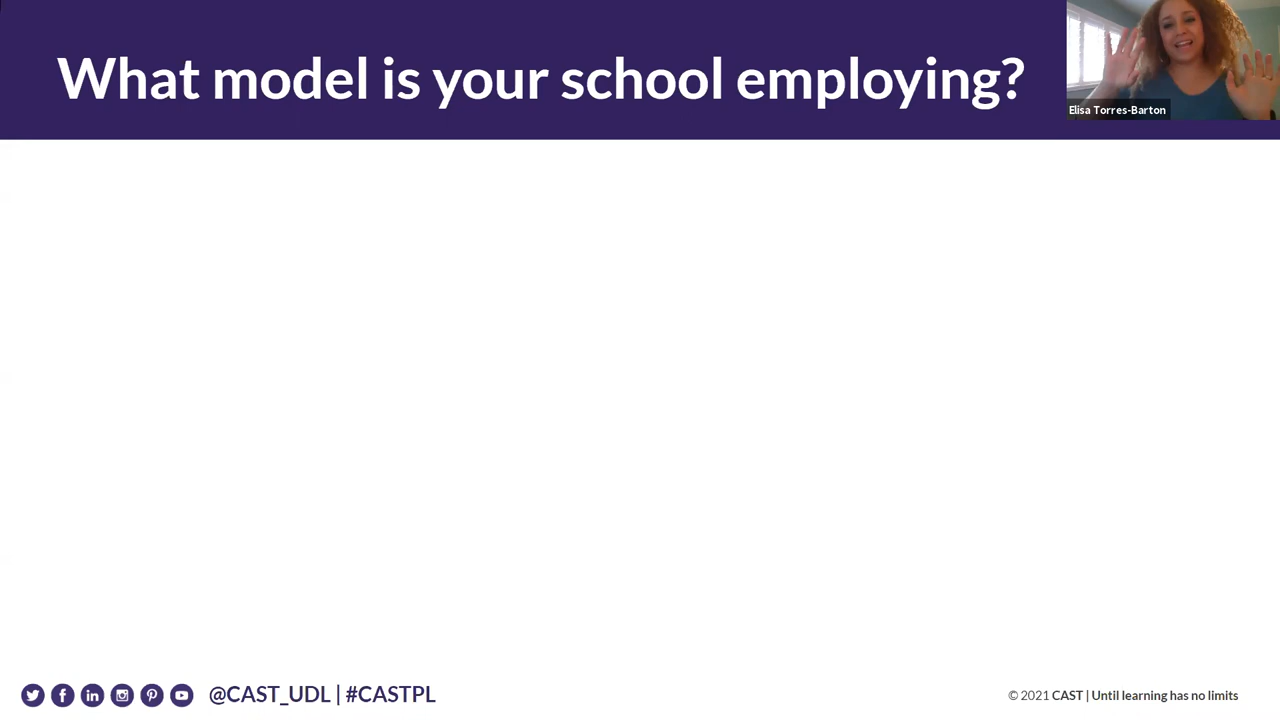 What model is your school employing?
Elisa Torres-Barton
@CAST_UDL | #CASTPL
© 2021 CAST | Until learning has no limits